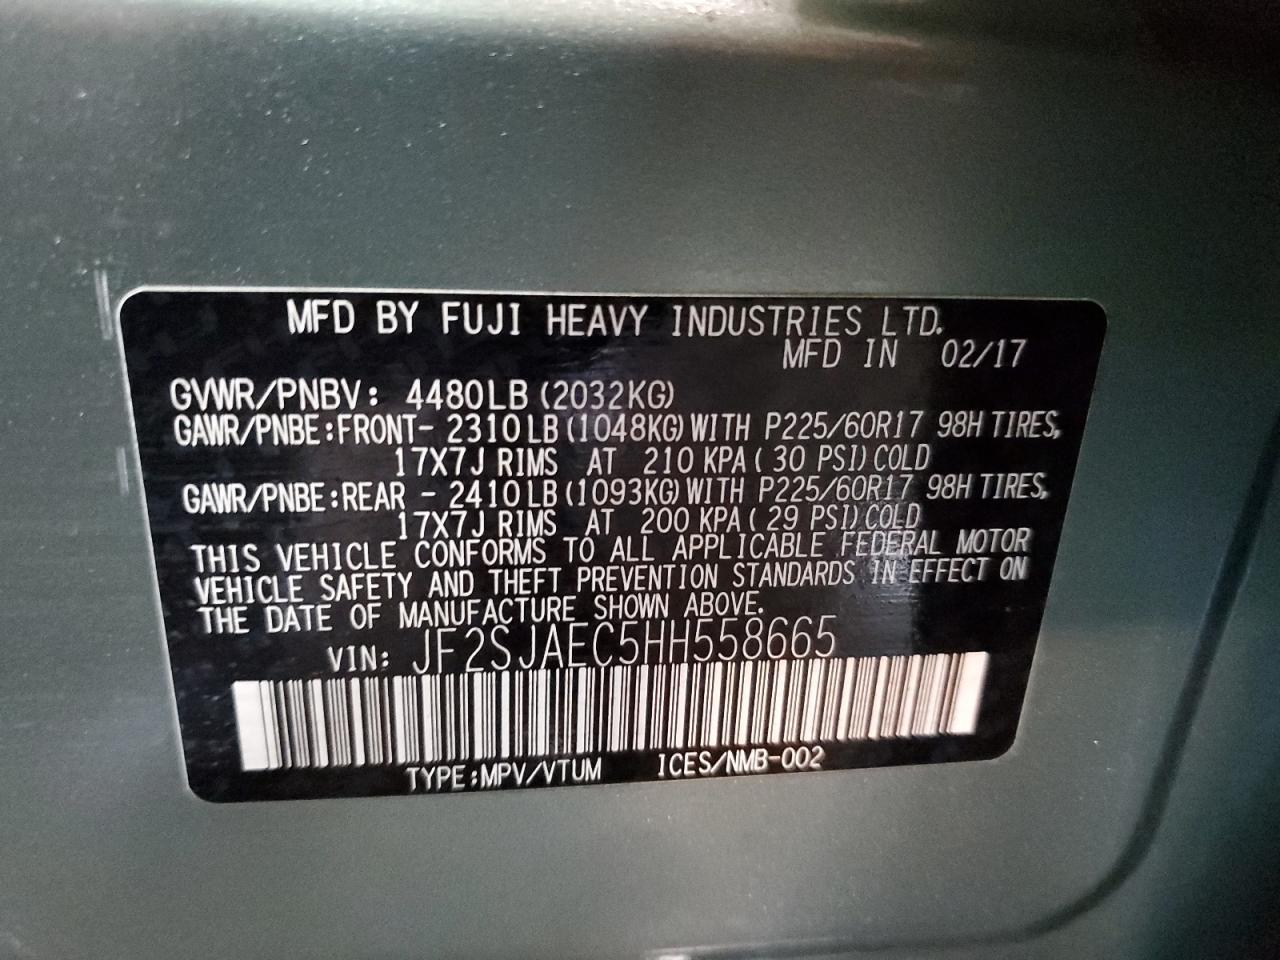 MFD BY FUJI HEAVY INDUSTRIES LTD.
MFD IN 02/17
GVWR/PNBV: 4480LB (2032KG)
GAWR/PNBE:FRONT- 2310LB (1048KG) WITH P225/60R17 98H TIRES,
17X7J RIMS AT 210 KPA ( 30 PSI) COLD
GAWR/PNBE:REAR - 2410LB (1093KG) WITH P225/60R17 98H TIRES,
17X7J RIMS AT 200 KPA ( 29 PSI) COLD
THIS VEHICLE CONFORMS TO ALL APPLICABLE FEDERAL MOTOR
VEHICLE SAFETY AND THEFT PREVENTION STANDARDS IN EFFECT ON
THE DATE OF MANUFACTURE SHOWN ABOVE.
VIN: JF2SJAEC5HH558665
TYPE:MPV/VTUM ICES/NMB-002